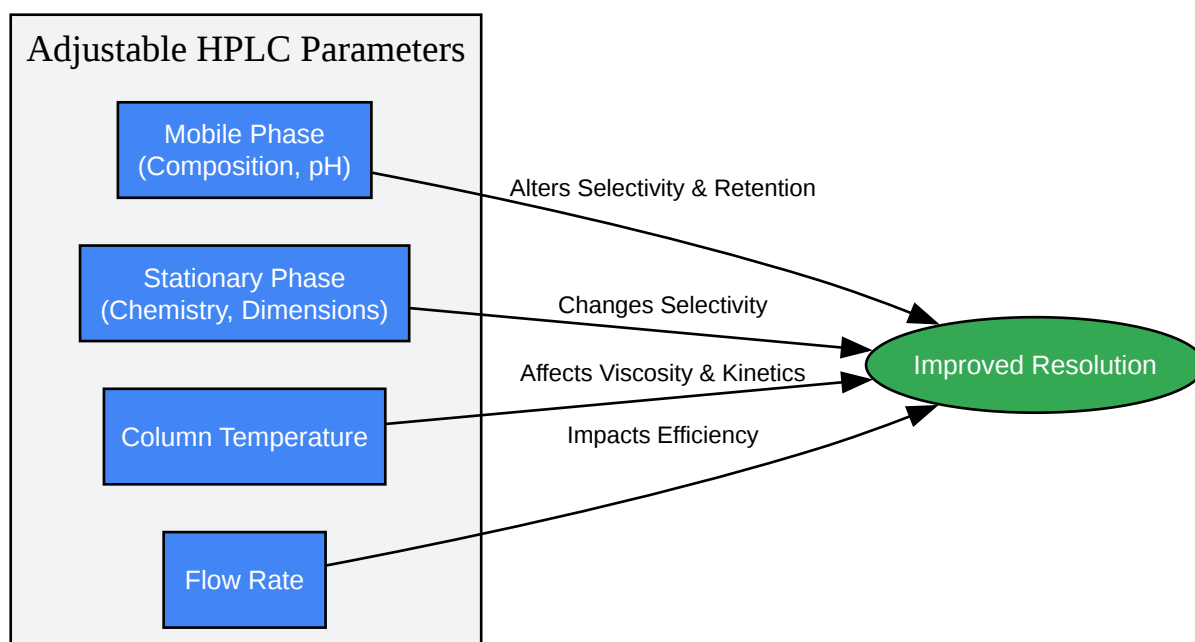 Adjustable HPLC Parameters
Mobile Phase
(Composition, pH)
Alters Selectivity & Retention
Stationary Phase
(Chemistry, Dimensions)
Changes Selectivity
Improved Resolution
Affects Viscosity & Kinetics
Column Temperature
Impacts Efficiency
Flow Rate